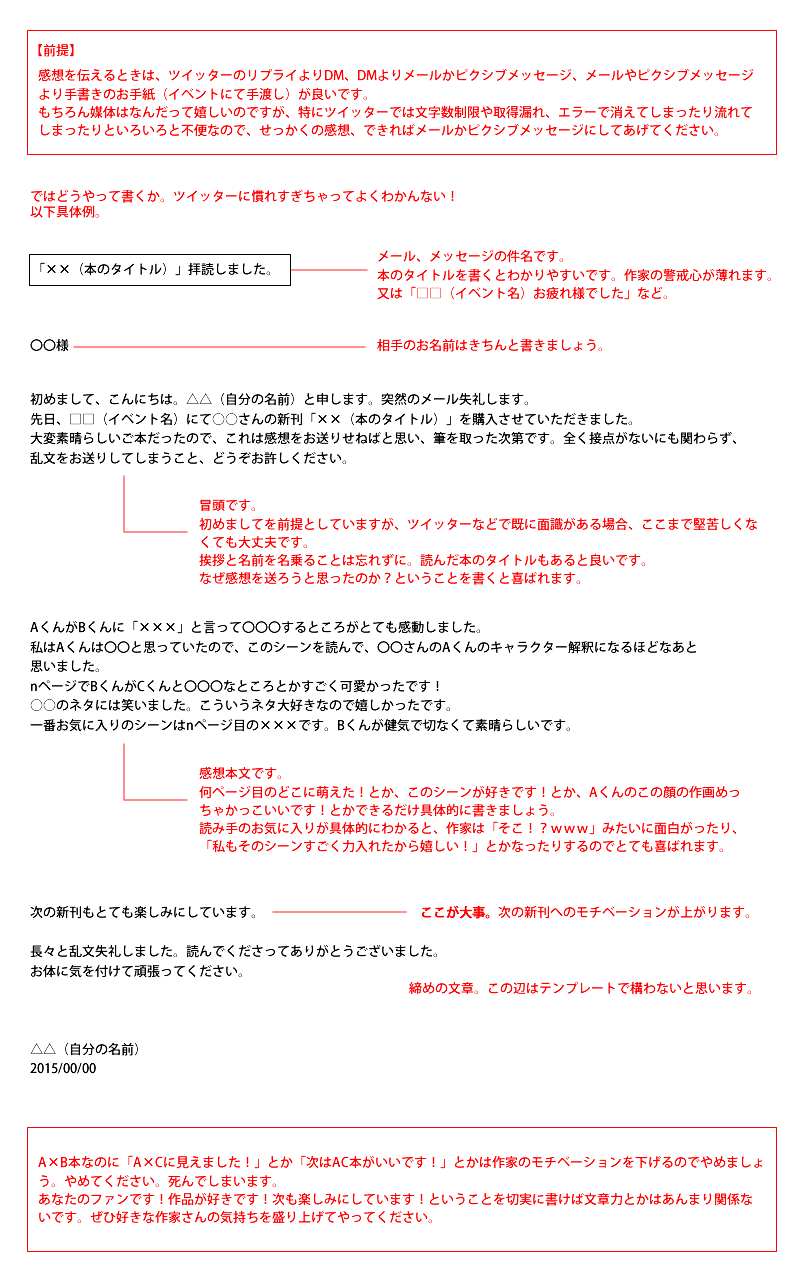 【前提】
感想を伝えるときは、ツイッターのリプライよりDM、DMよりメールかピクシブメッセージ、メールやピクシブメッセージ
より手書きのお手紙（イベントにて手渡し）が良いです。
もちろん媒体はなんだって嬉しいのですが、特にツイッターでは文字数制限や取得漏れ、エラーで消えてしまったり流れて
しまったりといろいろと不便なので、せっかくの感想、できればメールかピクシブメッセージにしてあげてください。
ではどうやって書くか。ツイッターに慣れすぎちゃってよくわかんない！
以下具体例。
「××（本のタイトル）」拝読しました。
メール、メッセージの件名です。
本のタイトルを書くとわかりやすいです。作家の警戒心が薄れます。
又は「□□（イベント名）お疲れ様でした」など。
〇〇様
相手のお名前はきちんと書きましょう。
初めまして、こんにちは。△△（自分の名前）と申します。突然のメール失礼します。
先日、□□（イベント名）にて○○さんの新刊「××（本のタイトル）」を購入させていただきました。
大変素晴らしいご本だったので、これは感想をお送りせねばと思い、筆を取った次第です。全く接点がないにも関わらず、
乱文をお送りしてしまうこと、どうぞお許しください。
冒頭です。
初めましてを前提としていますが、ツイッターなどで既に面識がある場合、ここまで堅苦しくな
くても大丈夫です。
挨拶と名前を名乗ることは忘れずに。読んだ本のタイトルもあると良いです。
なぜ感想を送ろうと思ったのか？ということを書くと喜ばれます。
AくんがBくんに「×××」と言って〇〇〇するところがとても感動しました。
私はAくんは〇〇と思っていたので、このシーンを読んで、〇〇さんのAくんのキャラクター解釈になるほどなあと
思いました。
nページでBくんがCくんと〇〇〇なところとかすごく可愛かったです！
○○のネタには笑いました。こういうネタ大好きなので嬉しかったです。
一番お気に入りのシーンはnページ目の×××です。Bくんが健気で切なくて素晴らしいです。
感想本文です。
何ページ目のどこに萌えた！とか、このシーンが好きです！とか、Aくんのこの顔の作画めっ
ちゃかっこいいです！とかできるだけ具体的に書きましょう。
読み手のお気に入りが具体的にわかると、作家は「そこ！？ｗｗｗ」みたいに面白がったり、
「私もそのシーンすごく力入れたから嬉しい！」とかなったりするのでとても喜ばれます。
次の新刊もとても楽しみにしています。
ここが大事。次の新刊へのモチベーションが上がります。
長々と乱文失礼しました。読んでくださってありがとうございました。
お体に気を付けて頑張ってください。
締めの文章。この辺はテンプレートで構わないと思います。
△△（自分の名前）
2015/00/00
A×B本なのに「A×Cに見えました！」とか「次はAC本がいいです！」とかは作家のモチベーションを下げるのでやめましょ
う。やめてください。死んでしまいます。
あなたのファンです！作品が好きです！次も楽しみにしています！ということを切実に書けば文章力とかはあんまり関係な
いです。ぜひ好きな作家さんの気持ちを盛り上げてやってください。